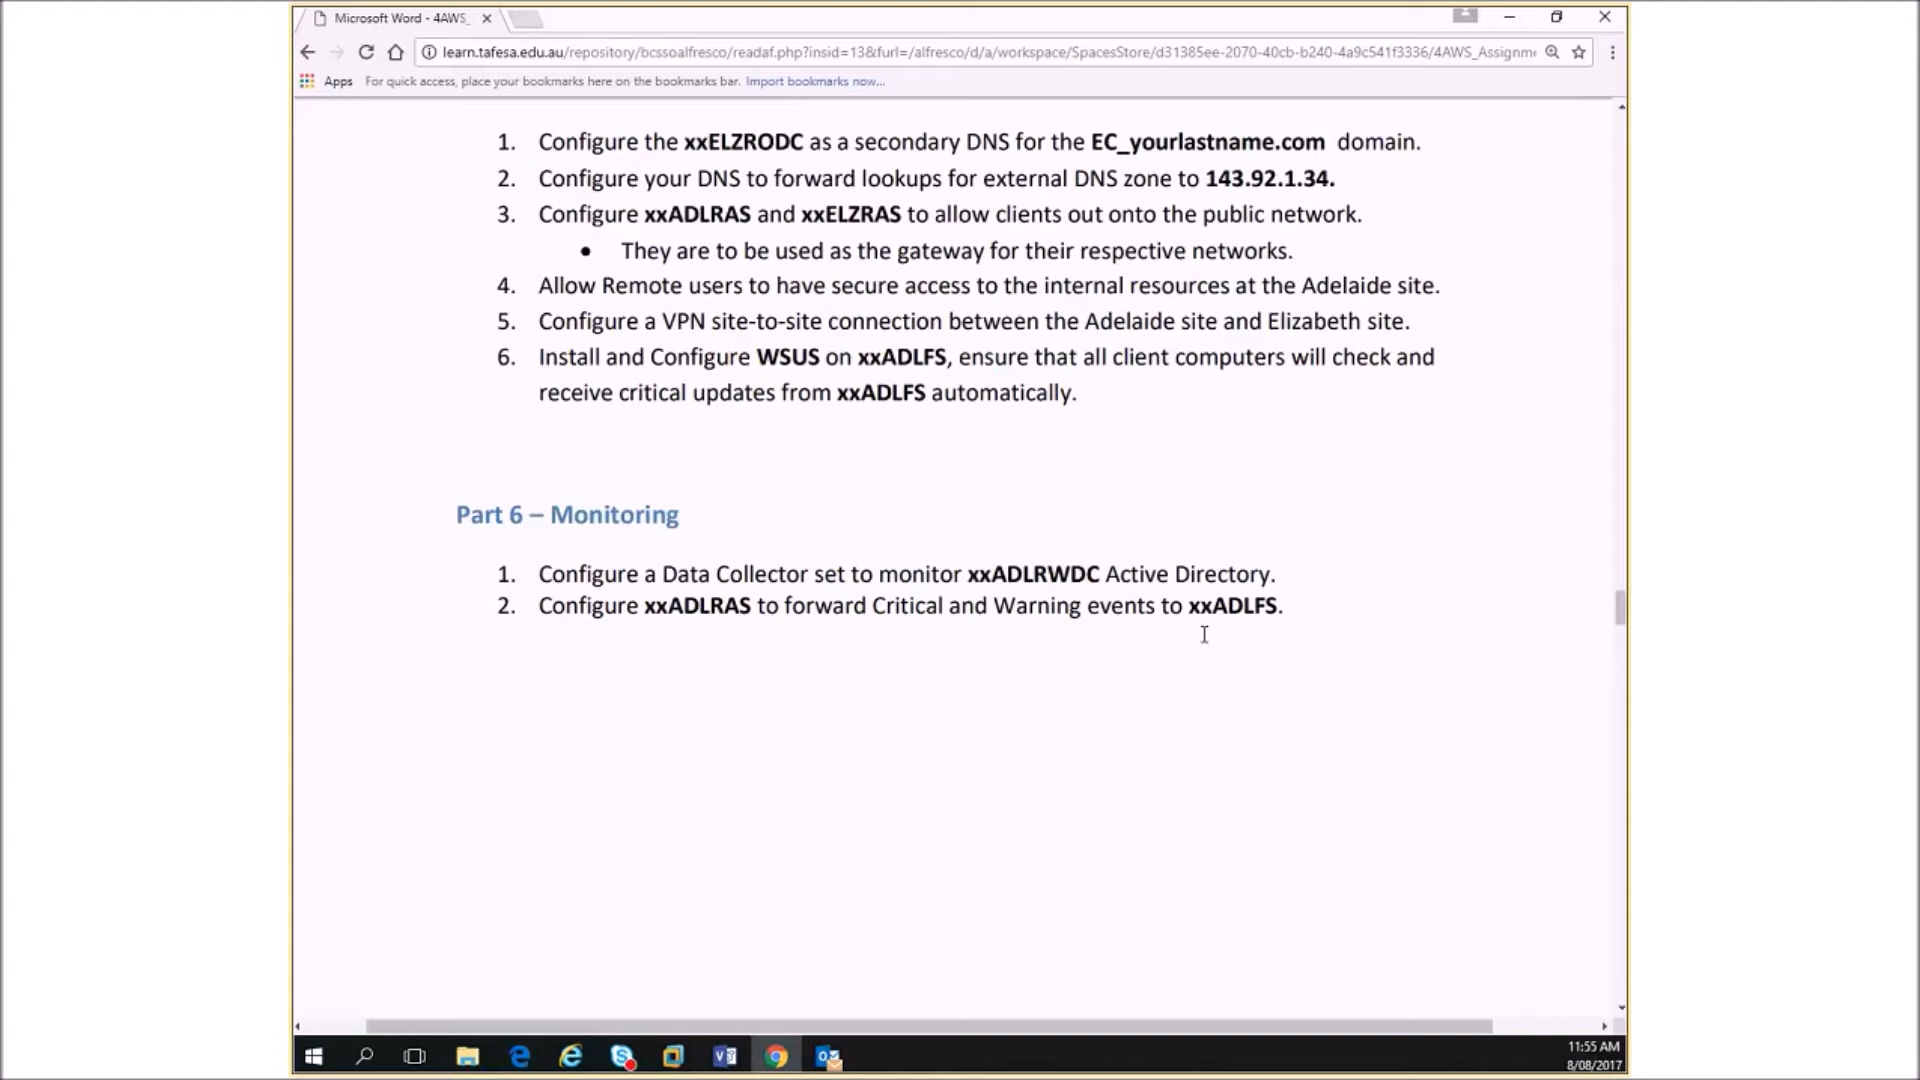 Microsoft Word - 4AWS_
learn.tafesa.edu.au/repository/bcssoalfresco/readaf.php?insid=13&furl=/alfresco/d/a/workspace/SpacesStore/d31385ee-2070-40cb-b240-4a9c541f3336/4AWS_Assignme
Apps For quick access, place your bookmarks here on the bookmarks bar. Import bookmarks now...
1. Configure the xxELZRODC as a secondary DNS for the EC_yourlastname.com domain.
2. Configure your DNS to forward lookups for external DNS zone to 143.92.1.34.
3. Configure xxADLRAS and xxELZRAS to allow clients out onto the public network.
• They are to be used as the gateway for their respective networks.
4. Allow Remote users to have secure access to the internal resources at the Adelaide site.
5. Configure a VPN site-to-site connection between the Adelaide site and Elizabeth site.
6. Install and Configure WSUS on xxADLFS, ensure that all client computers will check and
receive critical updates from xxADLFS automatically.
Part 6 – Monitoring
1. Configure a Data Collector set to monitor xxADLRWDC Active Directory.
2. Configure xxADLRAS to forward Critical and Warning events to xxADLFS.
11:55 AM
8/08/2017